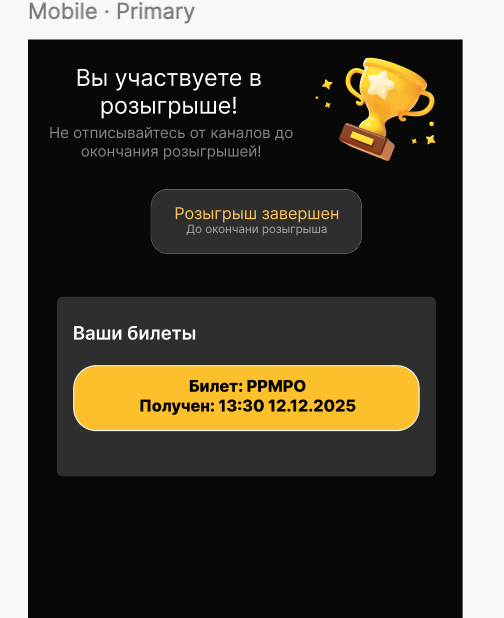 Mobile · Primary
Вы участвуете в
розыгрыше!
Не отписывайтесь от каналов до
окончания розыгрышей!
Розыгрыш завершен
До окончани розыгрыша
Ваши билеты
Билет: PPMPO
Получен: 13:30 12.12.2025